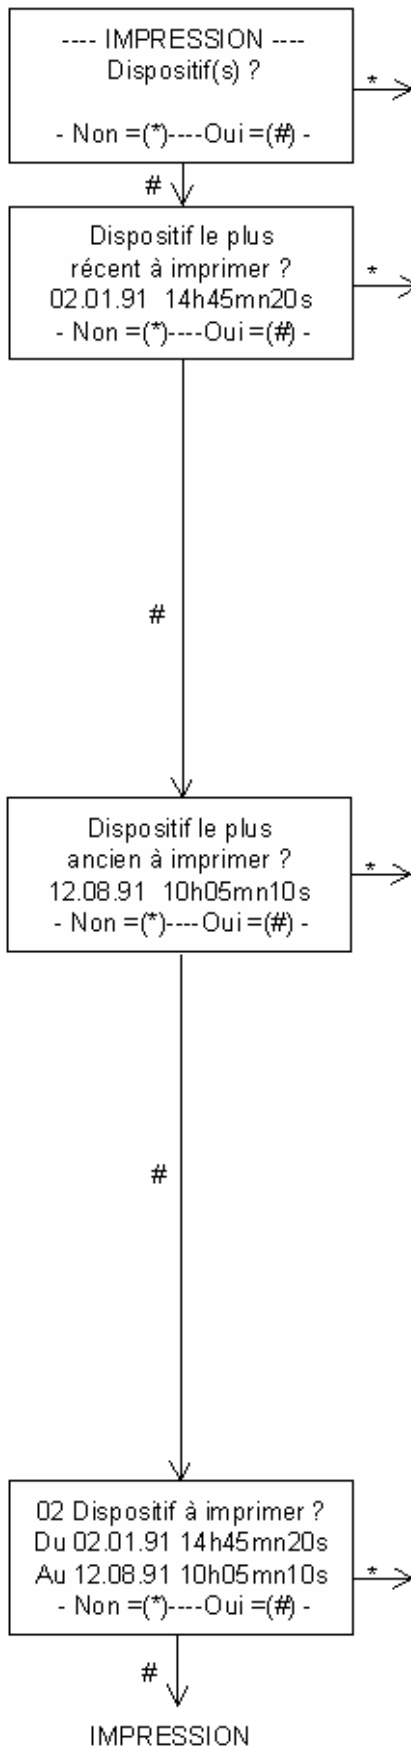 ---- IMPRESSION ----
Dispositif(s) ?
- Non =(*)----Oui =(#) -
*
#
Dispositif le plus
récent à imprimer ?
02.01.91 14h45mn20s
- Non =(*)----Oui =(#) -
*
#
Dispositif le plus
ancien à imprimer ?
12.08.91 10h05mn10s
- Non =(*)----Oui =(#) -
*
#
02 Dispositif à imprimer ?
Du 02.01.91 14h45mn20s
Au 12.08.91 10h05mn10s
- Non =(*)----Oui =(#) -
*
#
IMPRESSION